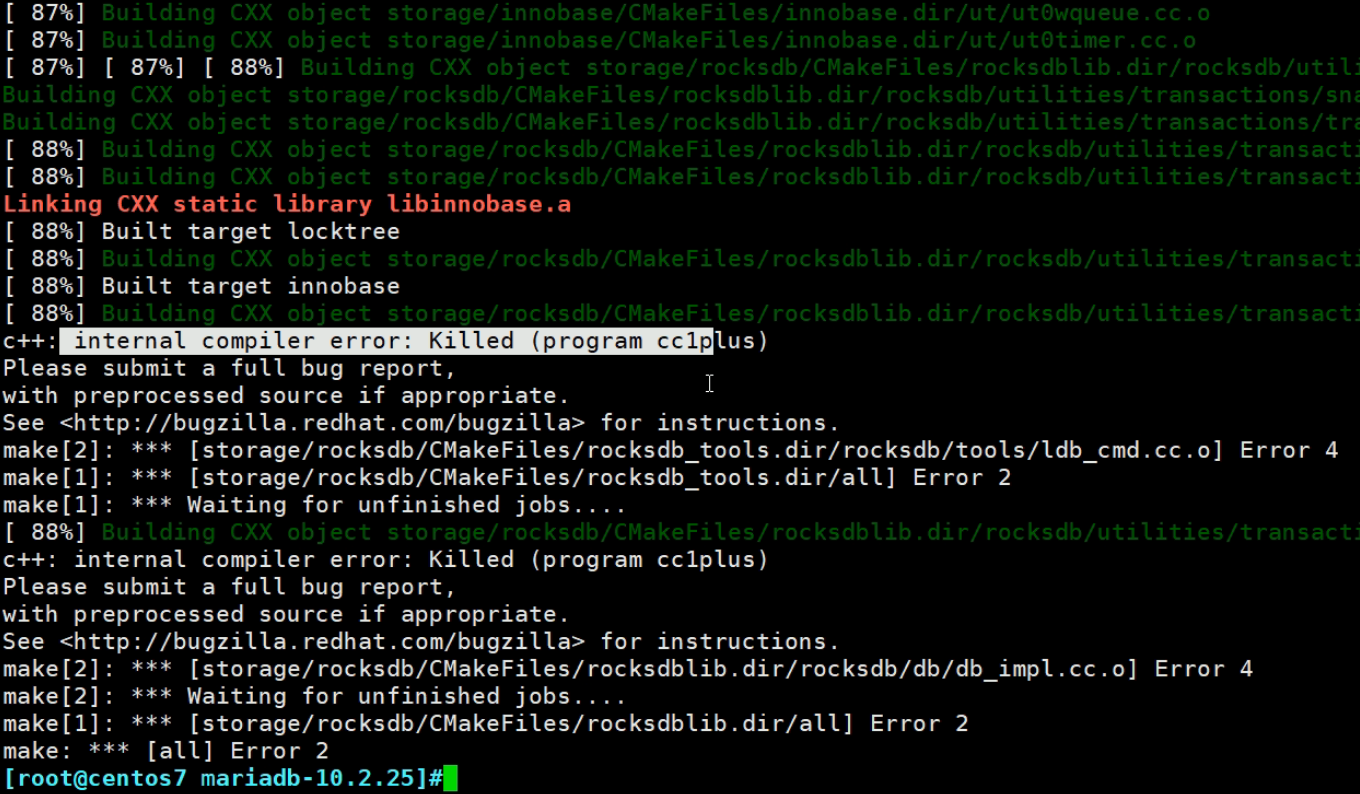 [ 87%] Building CXX object storage/innobase/CMakeFiles/innobase.dir/ut/ut0wqueue.cc.o
[ 87%] Building CXX object storage/innobase/CMakeFiles/innobase.dir/ut/ut0timer.cc.o
[ 87%] [ 87%] [ 88%] Building CXX object storage/rocksdb/CMakeFiles/rocksdblib.dir/rocksdb/utili
Building CXX object storage/rocksdb/CMakeFiles/rocksdblib.dir/rocksdb/utilities/transactions/sna
Building CXX object storage/rocksdb/CMakeFiles/rocksdblib.dir/rocksdb/utilities/transactions/tra
[ 88%] Building CXX object storage/rocksdb/CMakeFiles/rocksdblib.dir/rocksdb/utilities/transacti
[ 88%] Building CXX object storage/rocksdb/CMakeFiles/rocksdblib.dir/rocksdb/utilities/transacti
Linking CXX static library libinnobase.a
[ 88%] Built target locktree
[ 88%] Building CXX object storage/rocksdb/CMakeFiles/rocksdblib.dir/rocksdb/utilities/transacti
[ 88%] Built target innobase
[ 88%] Building CXX object storage/rocksdb/CMakeFiles/rocksdblib.dir/rocksdb/utilities/transacti
c++: internal compiler error: Killed (program cc1plus)
Please submit a full bug report,
with preprocessed source if appropriate.
See <http://bugzilla.redhat.com/bugzilla> for instructions.
make[2]: *** [storage/rocksdb/CMakeFiles/rocksdb_tools.dir/rocksdb/tools/ldb_cmd.cc.o] Error 4
make[1]: *** [storage/rocksdb/CMakeFiles/rocksdb_tools.dir/all] Error 2
make[1]: *** Waiting for unfinished jobs....
[ 88%] Building CXX object storage/rocksdb/CMakeFiles/rocksdblib.dir/rocksdb/utilities/transacti
c++: internal compiler error: Killed (program cc1plus)
Please submit a full bug report,
with preprocessed source if appropriate.
See <http://bugzilla.redhat.com/bugzilla> for instructions.
make[2]: *** [storage/rocksdb/CMakeFiles/rocksdblib.dir/rocksdb/db/db_impl.cc.o] Error 4
make[2]: *** Waiting for unfinished jobs....
make[1]: *** [storage/rocksdb/CMakeFiles/rocksdblib.dir/all] Error 2
make: *** [all] Error 2
[root@centos7 mariadb-10.2.25]#